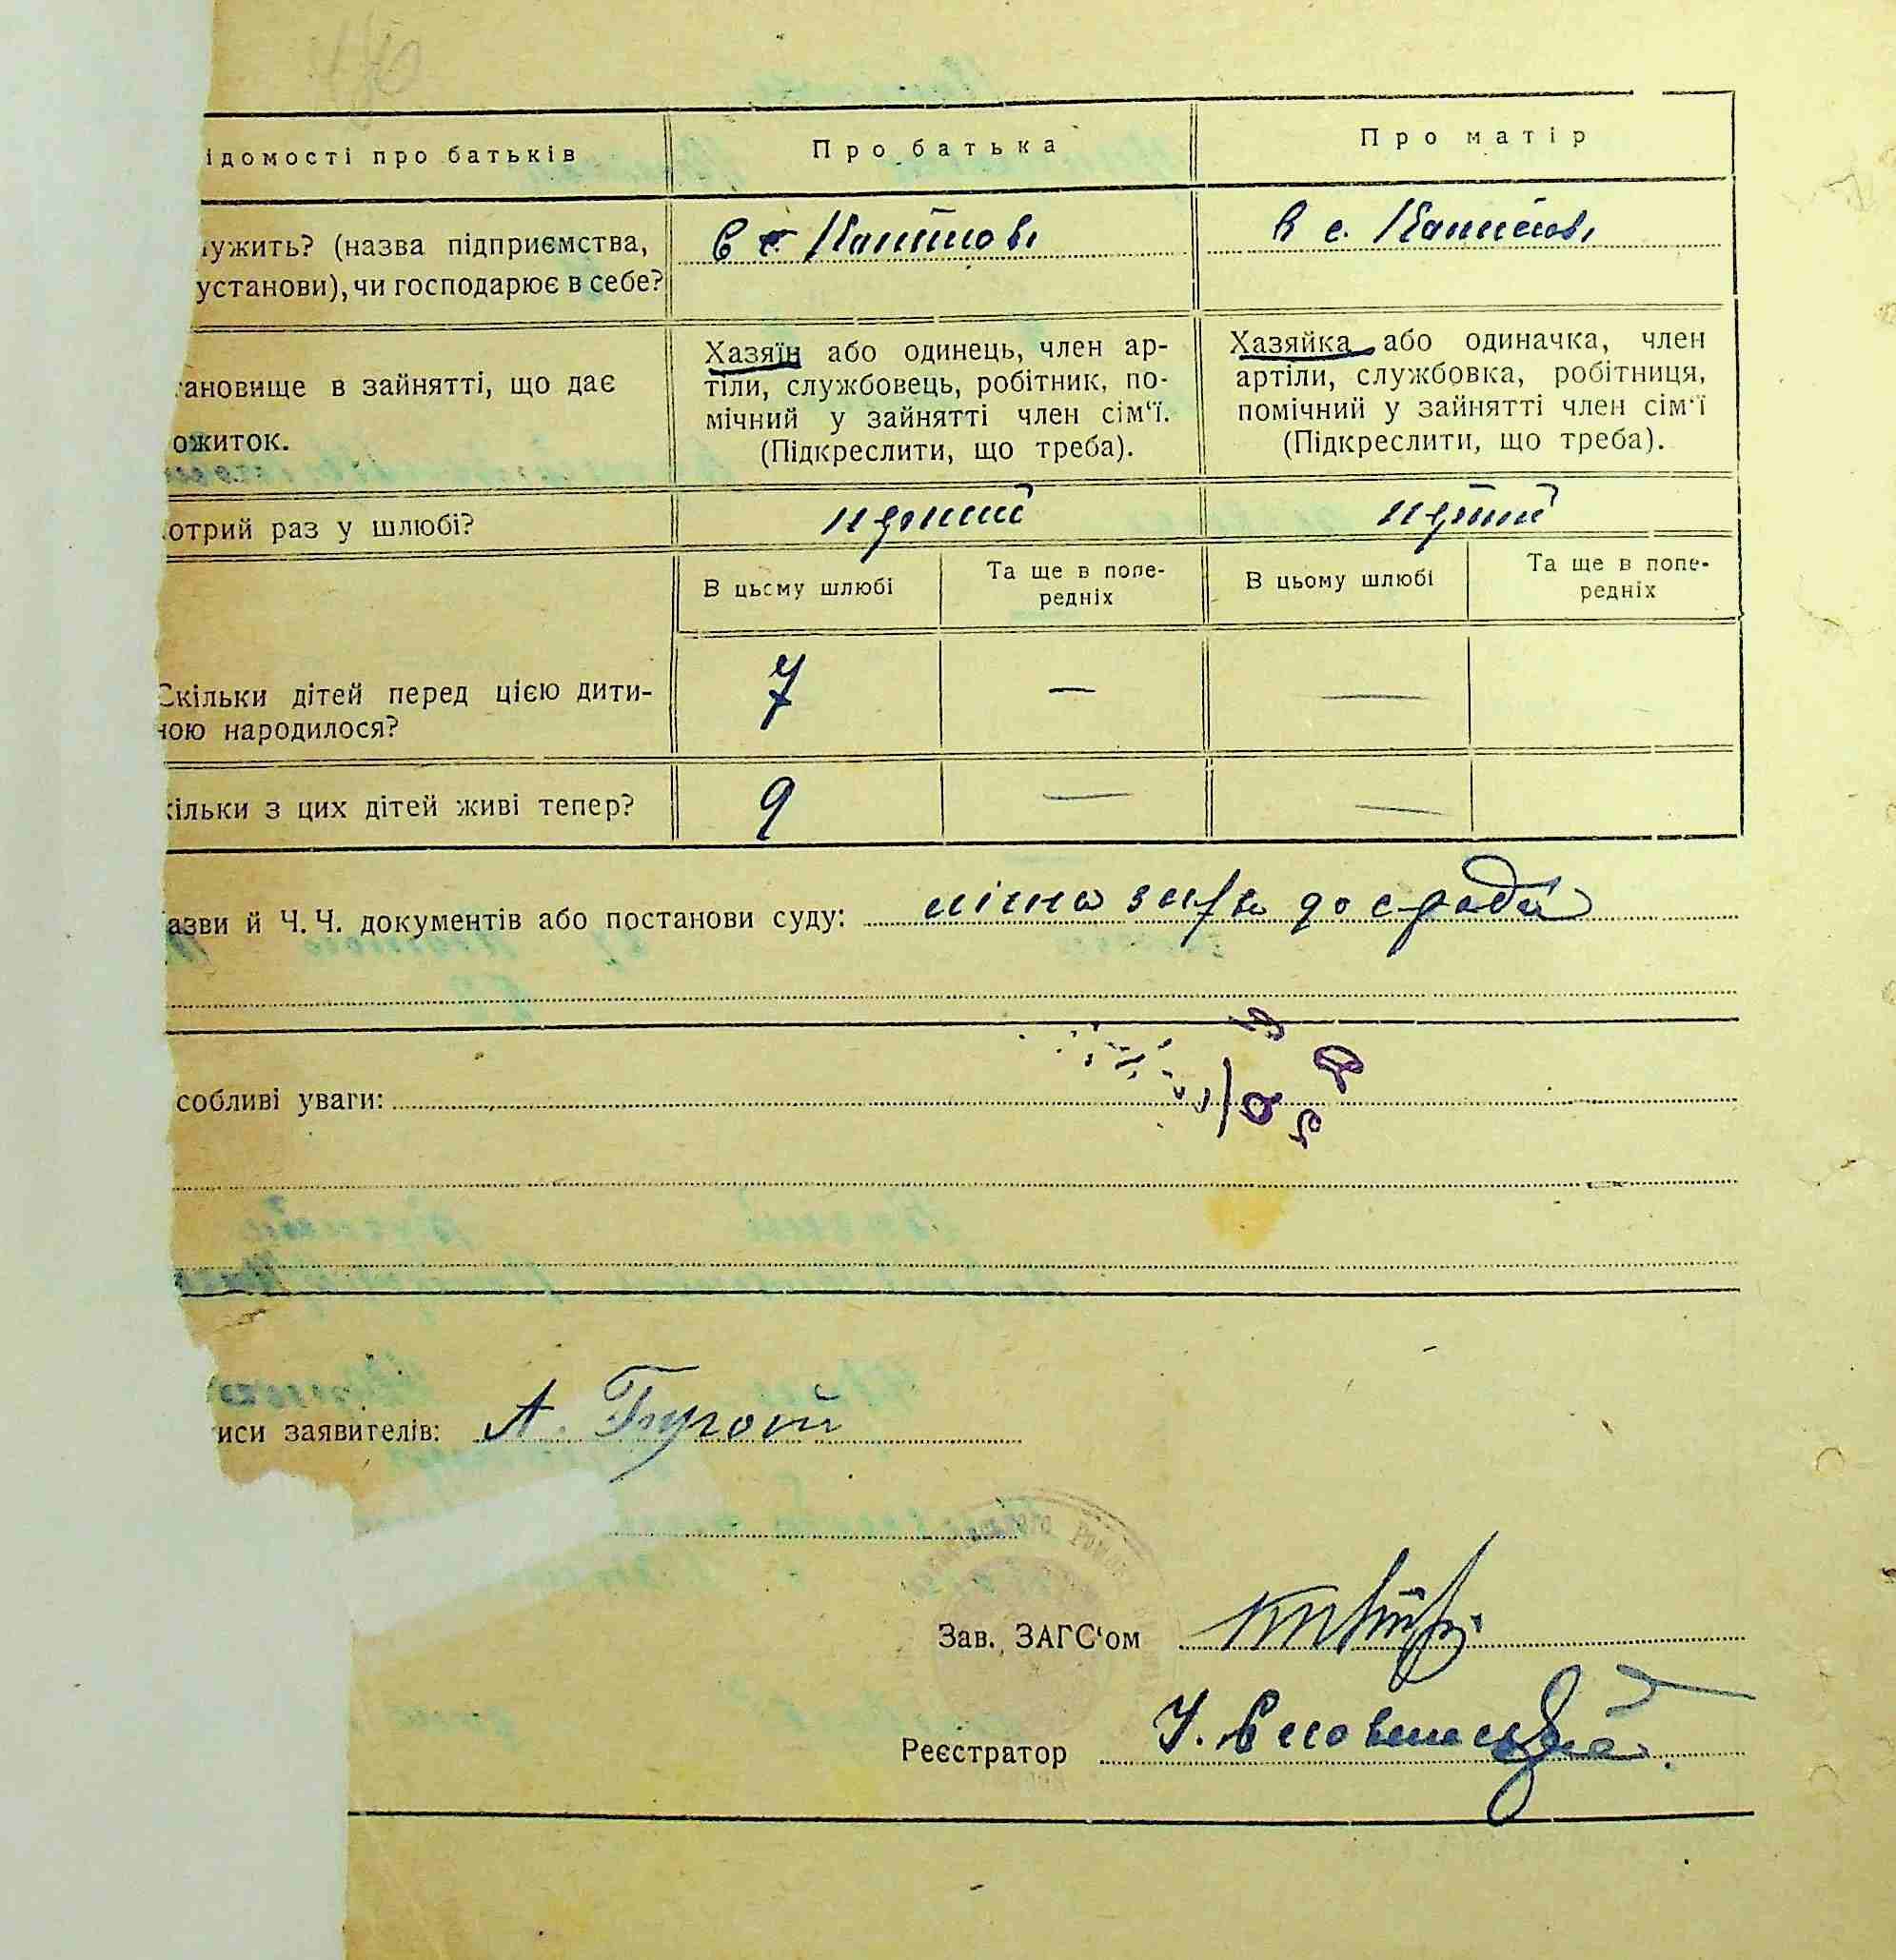 ідомості про батьків
Про батька
Про матір
ужить? (назва підприємства,
установи), чи господарює в себе?
В с.
В с.
ановище в зайнятті, що дає
ожиток.
Хазяїн або одинець, член ар-
тіли, службовець, робітник, по-
мічний у зайнятті член сім‘ї.
(Підкреслити, що треба).
Хазяйка або одиначка, член
артіли, службовка, робітниця,
помічний у зайнятті член сім‘ї
(Підкреслити, що треба).
отрий раз у шлюбі?
перший
перший
В цьому шлюбі
Та ще в попе-
редніх
В цьому шлюбі
Та ще в попе-
редніх
Скільки дітей перед цією дити-
ною народилося?
7
—
—
кільки з цих дітей живі тепер?
9
—
—
азви й Ч. Ч. документів або постанови суду:
собливі уваги:
иси заявителів: А.
Зав. ЗАГС‘ом
Реєстратор У.